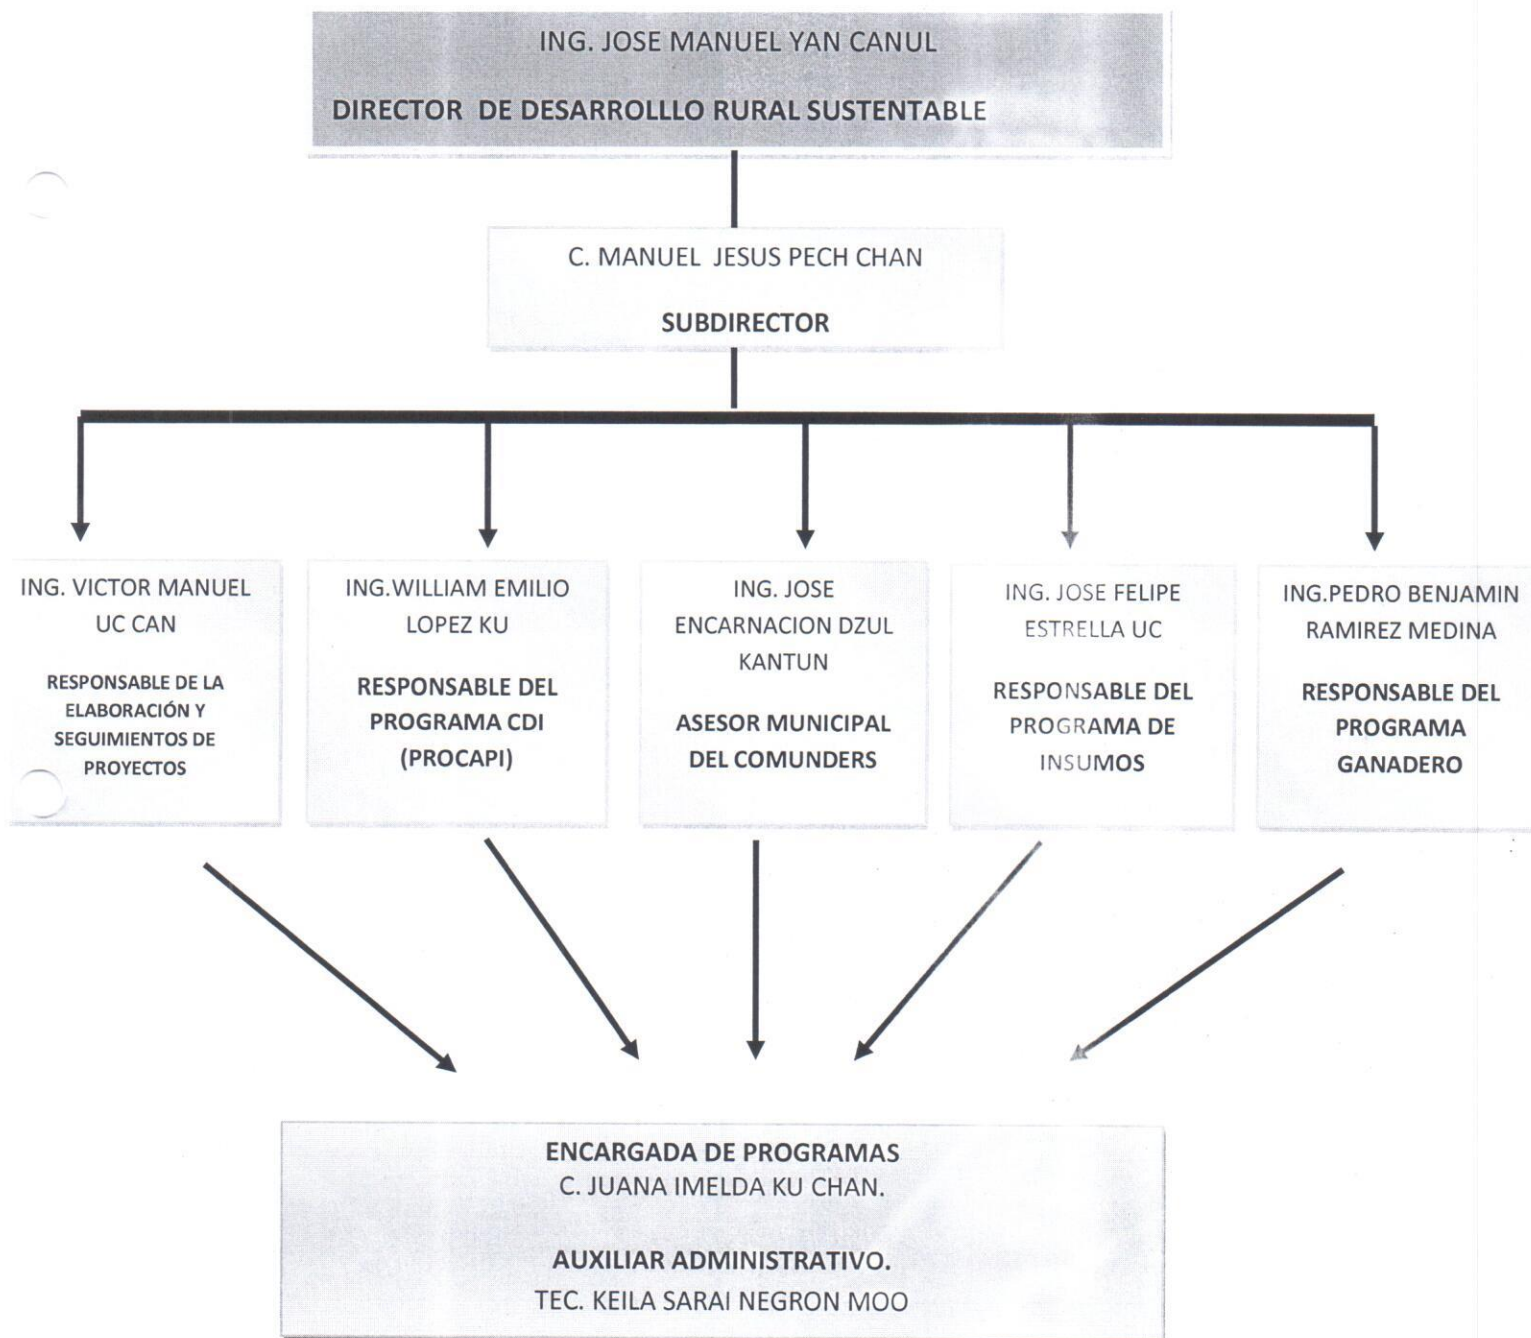 ING. JOSE MANUEL YAN CANUL
DIRECTOR DE DESARROLLLO RURAL SUSTENTABLE
C. MANUEL JESUS PECH CHAN
SUBDIRECTOR
ING. VICTOR MANUEL
UC CAN
RESPONSABLE DE LA
ELABORACIÓN Y
SEGUIMIENTOS DE
PROYECTOS
ING.WILLIAM EMILIO
LOPEZ KU
RESPONSABLE DEL
PROGRAMA CDI
(PROCAPI)
ING. JOSE
ENCARNACION DZUL
KANTUN
ASESOR MUNICIPAL
DEL COMUNDERS
ING. JOSE FELIPE
ESTRELLA UC
RESPONSABLE DEL
PROGRAMA DE
INSUMOS
ING.PEDRO BENJAMIN
RAMIREZ MEDINA
RESPONSABLE DEL
PROGRAMA
GANADERO
ENCARGADA DE PROGRAMAS
C. JUANA IMELDA KU CHAN.
AUXILIAR ADMINISTRATIVO.
TEC. KEILA SARAI NEGRON MOO